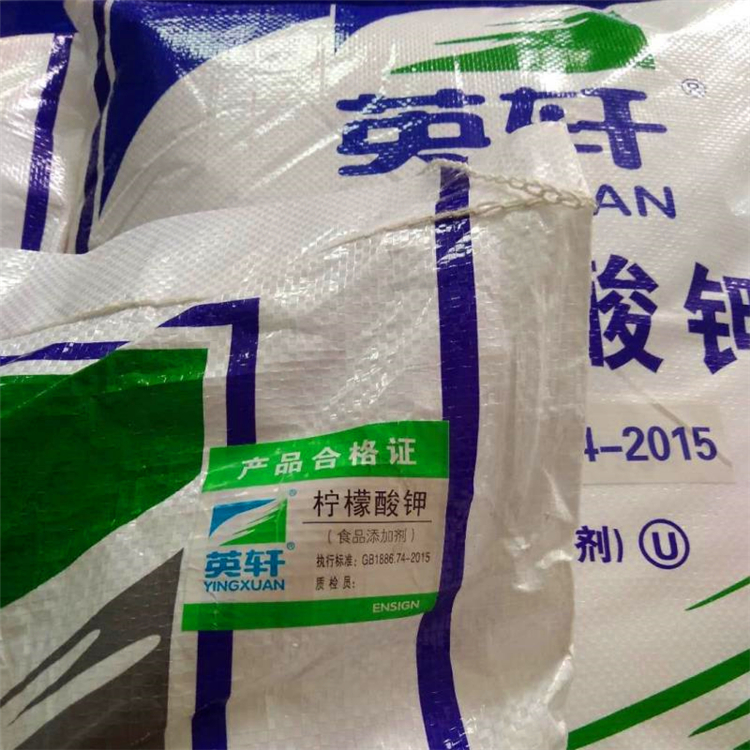 英轩®
UAN
酸钾
4-2015
剂) U
产品合格证
柠檬酸钾
(食品添加剂)
执行标准: GB1886.74-2015
质检员:
英轩®
YINGXUAN
ENSIGN